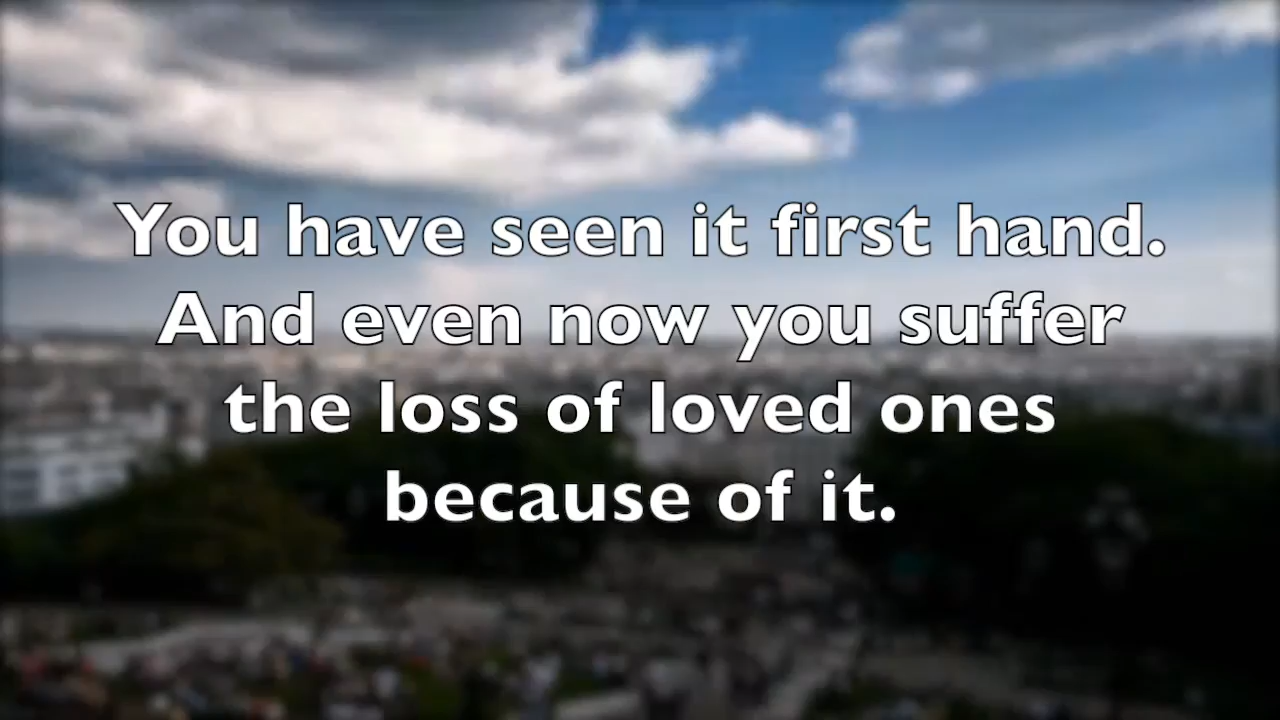 You have seen it first hand.
And even now you suffer
the loss of loved ones
because of it.